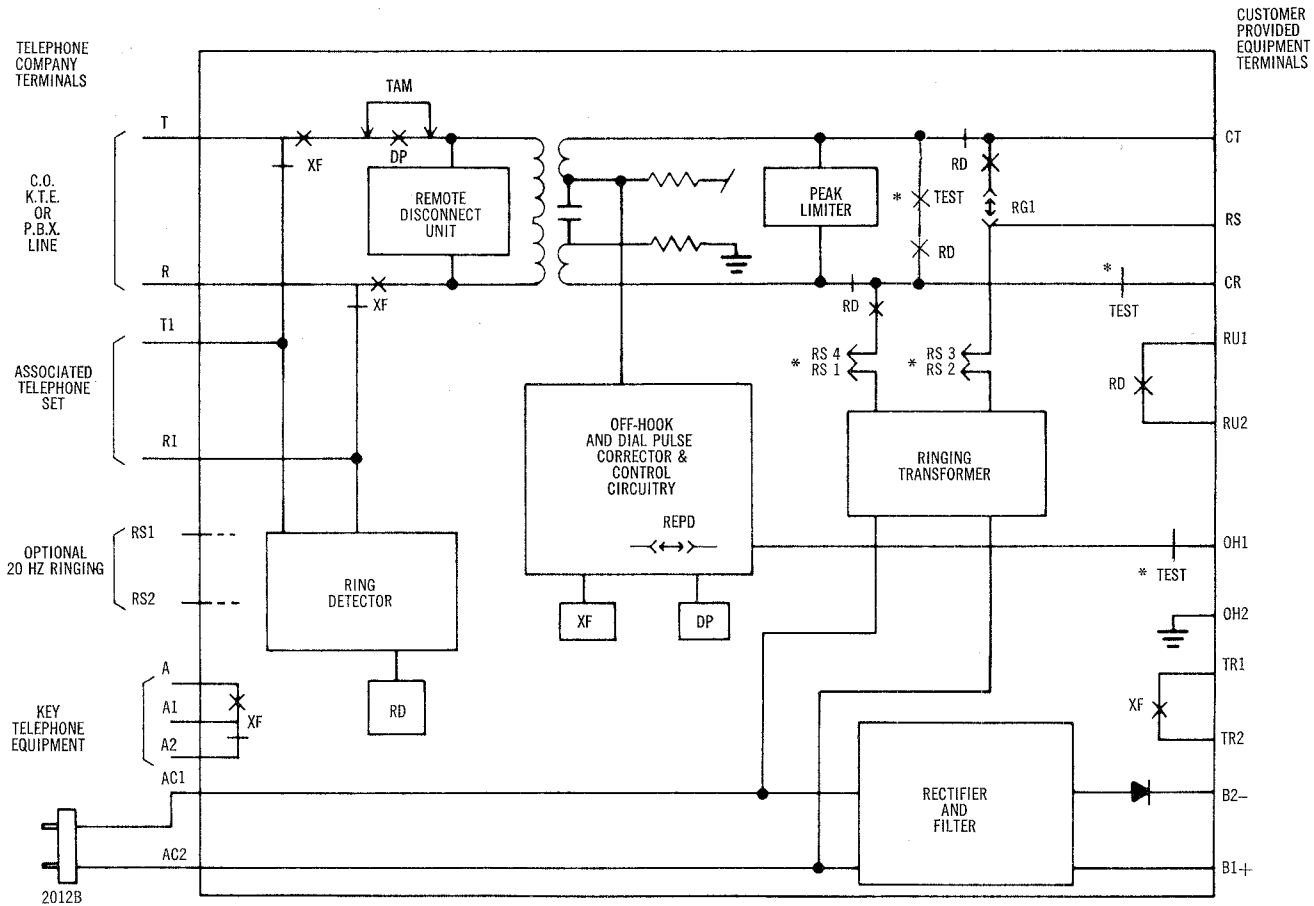 TELEPHONE
COMPANY
TERMINALS
CUSTOMER
PROVIDED
EQUIPMENT
TERMINALS
TAM
T
XF
DP
CT
C.O.
K.T.E.
OR
P.B.X.
LINE
REMOTE
DISCONNECT
UNIT
PEAK
LIMITER
* TEST
RD
RD
RG1
RS
R
XF
RD
*
TEST
CR
T1
RS 4
* RS 1
RS 3
* RS 2
RU1
RD
RU2
ASSOCIATED
TELEPHONE
SET
R1
OFF-HOOK
AND DIAL PULSE
CORRECTOR &
CONTROL
CIRCUITRY
REPD
RINGING
TRANSFORMER
OPTIONAL
20 HZ RINGING
RS1
RS2
RING
DETECTOR
RD
XF
DP
OH1
* TEST
OH2
TR1
XF
TR2
KEY
TELEPHONE
EQUIPMENT
A
A1
A2
XF
AC1
AC2
2012B
RECTIFIER
AND
FILTER
B2-
B1+